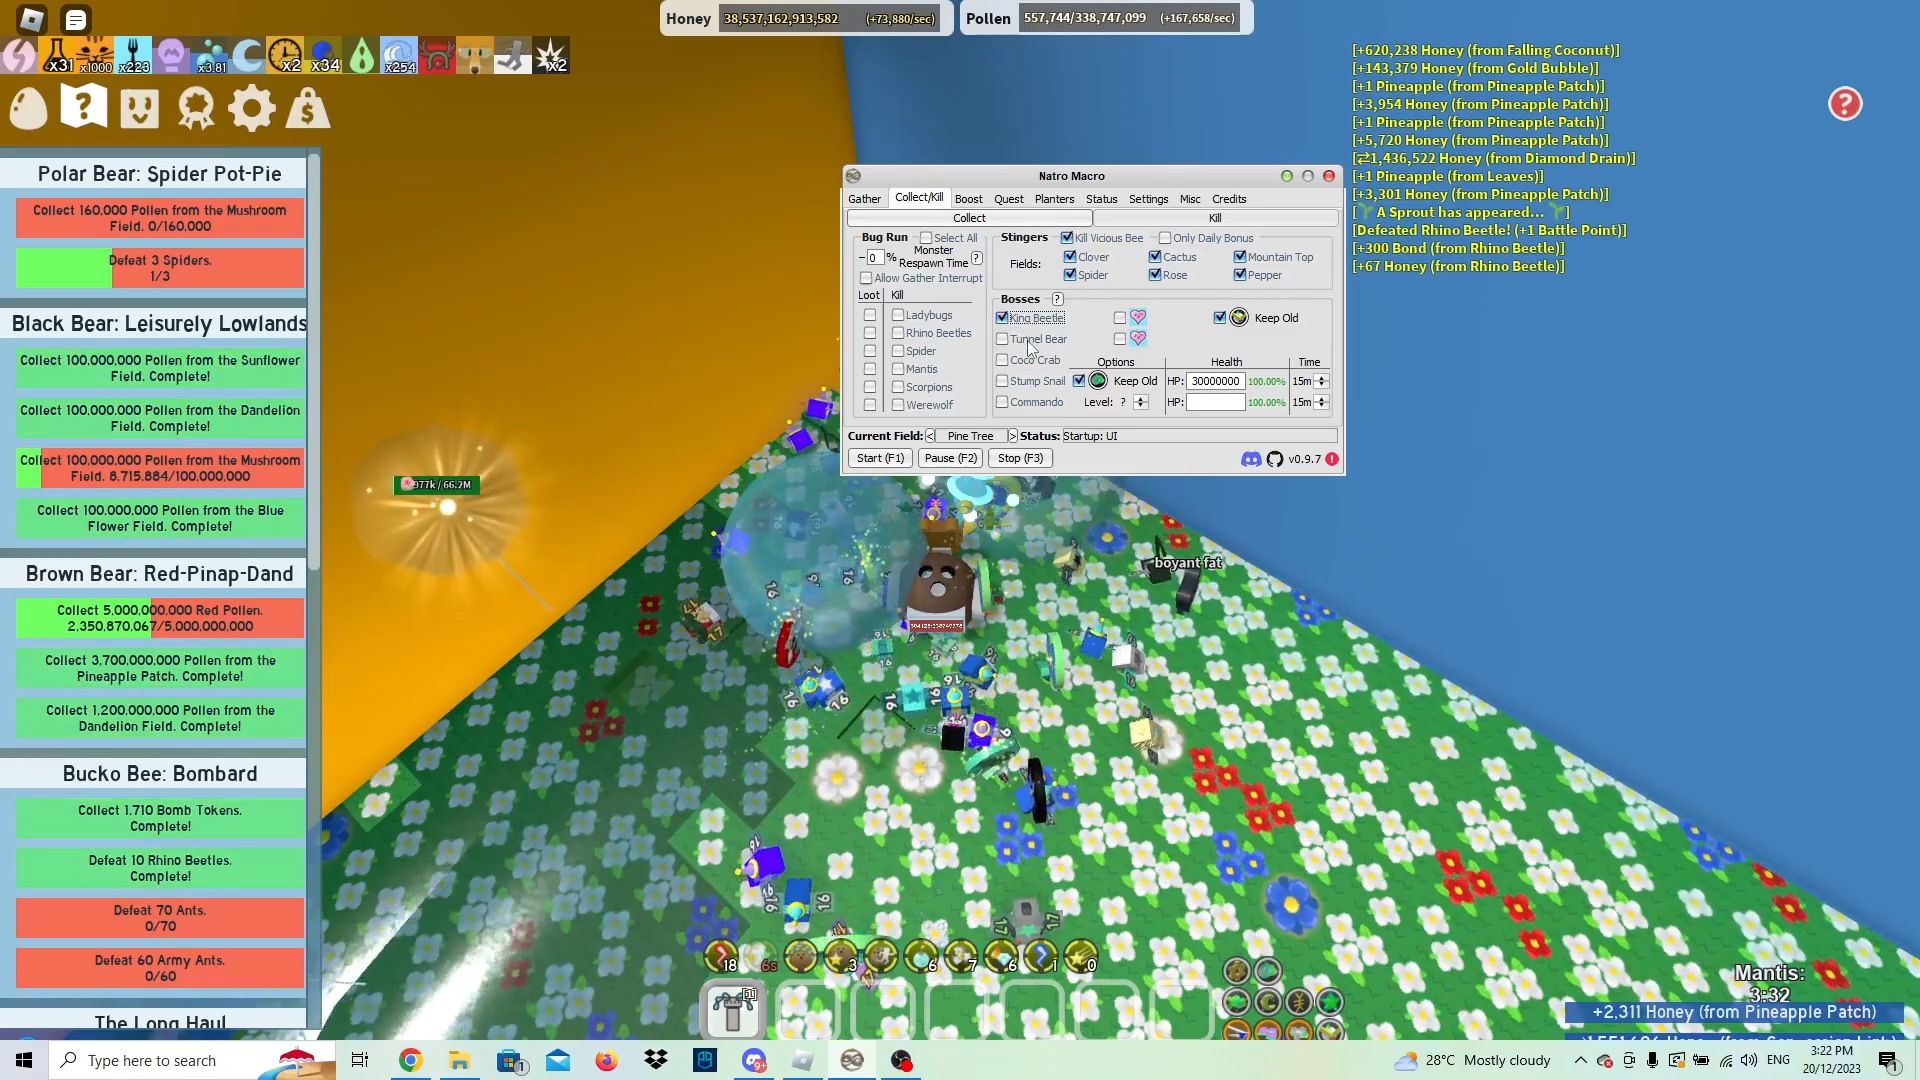 Honey
38,537,162,913,582
(+73,880/sec)
Pollen
557,744/338,747,099
(+167,658/sec)
x31
x1000
x223
x3.81
x2
x34
x254
x2
?
Polar Bear: Spider Pot-Pie
Collect 160,000 Pollen from the Mushroom
Field. 0/160,000
Defeat 3 Spiders.
1/3
Black Bear: Leisurely Lowlands
Collect 100,000,000 Pollen from the Sunflower
Field. Complete!
Collect 100,000,000 Pollen from the Dandelion
Field. Complete!
Collect 100,000,000 Pollen from the Mushroom
Field. 8,715,884/100,000,000
Collect 100,000,000 Pollen from the Blue
Flower Field. Complete!
Brown Bear: Red-Pinap-Dand
Collect 5,000,000,000 Red Pollen.
2,350,870,067/5,000,000,000
Collect 3,700,000,000 Pollen from the
Pineapple Patch. Complete!
Collect 1,200,000,000 Pollen from the
Dandelion Field. Complete!
Bucko Bee: Bombard
Collect 1,710 Bomb Tokens.
Complete!
Defeat 10 Rhino Beetles.
Complete!
Defeat 70 Ants.
0/70
Defeat 60 Army Ants.
0/60
The Long Haul
[+620,238 Honey (from Falling Coconut)]
[+143,379 Honey (from Gold Bubble)]
[+1 Pineapple (from Pineapple Patch)]
[+3,954 Honey (from Pineapple Patch)]
[+1 Pineapple (from Pineapple Patch)]
[+5,720 Honey (from Pineapple Patch)]
[⇄1,436,522 Honey (from Diamond Drain)]
[+1 Pineapple (from Leaves)]
[+3,301 Honey (from Pineapple Patch)]
[🌱 A Sprout has appeared... 🌱]
[Defeated Rhino Beetle! (+1 Battle Point)]
[+300 Bond (from Rhino Beetle)]
[+67 Honey (from Rhino Beetle)]
Natro Macro
Gather Collect/Kill Boost Quest Planters Status Settings Misc Credits
Collect
Kill
Bug Run Select All
- 0 % Monster Respawn Time ?
Allow Gather Interrupt
Loot Kill
Ladybugs
Rhino Beetles
Spider
Mantis
Scorpions
Werewolf
Stingers Kill Vicious Bee Only Daily Bonus
Fields: Clover Cactus Mountain Top
Spider Rose Pepper
Bosses ?
King Beetle Keep Old
Tunnel Bear
Coco Crab Options Health Time
Stump Snail Keep Old HP: 30000000 100.00% 15m
Commando Level: ? HP: 100.00% 15m
Current Field: < Pine Tree > Status: Startup: UI
Start (F1) Pause (F2) Stop (F3) v0.9.7
977k / 66.2M
boyant fat
18
6s
3
6
7
6
1
0
[1]
Mantis:
3:32
+2,311 Honey (from Pineapple Patch)
Type here to search
1
9+
28°C Mostly cloudy
ENG
3:22 PM
20/12/2023
1